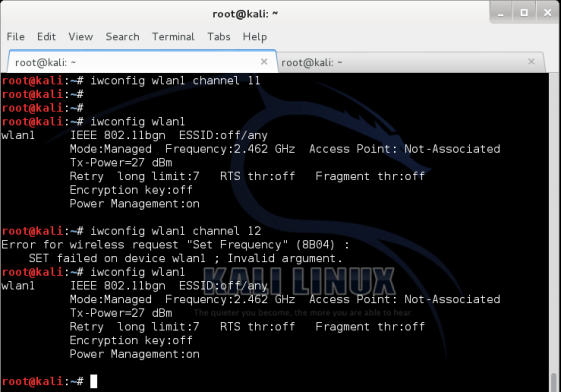 root@kali: ~
File Edit View Search Terminal Tabs Help
root@kali: ~ × root@kali: ~ ×
root@kali:~# iwconfig wlan1 channel 11
root@kali:~#
root@kali:~#
root@kali:~# iwconfig wlan1
wlan1 IEEE 802.11bgn ESSID:off/any
Mode:Managed Frequency:2.462 GHz Access Point: Not-Associated
Tx-Power=27 dBm
Retry long limit:7 RTS thr:off Fragment thr:off
Encryption key:off
Power Management:on
root@kali:~# iwconfig wlan1 channel 12
Error for wireless request "Set Frequency" (8B04) :
SET failed on device wlan1 ; Invalid argument.
root@kali:~# iwconfig wlan1
wlan1 IEEE 802.11bgn ESSID:off/any
KALI LINUX
Mode:Managed Frequency:2.462 GHz Access Point: Not-Associated
Tx-Power=27 dBm
The quieter you become, the more you are able to hear.
Retry long limit:7 RTS thr:off Fragment thr:off
Encryption key:off
Power Management:on
root@kali:~#